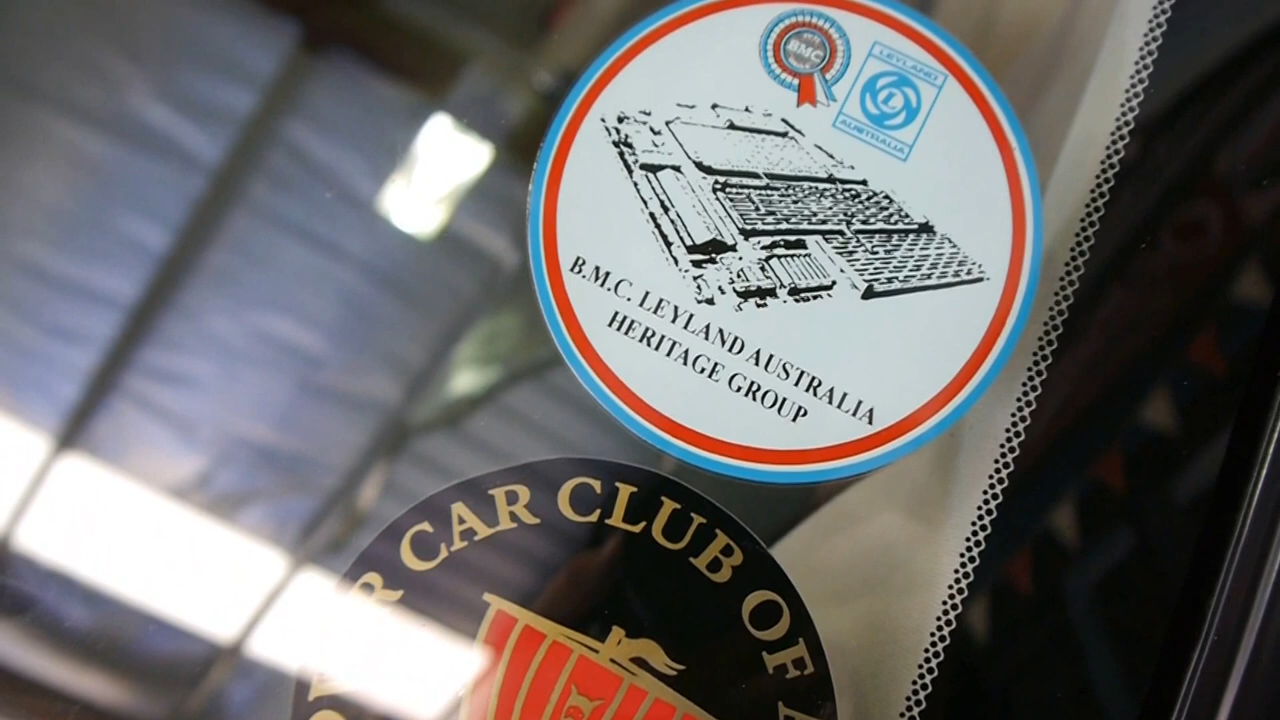 BMC
LEYLAND
L
AUSTRALIA
B.M.C. LEYLAND AUSTRALIA
HERITAGE GROUP
CAR CLUB OF